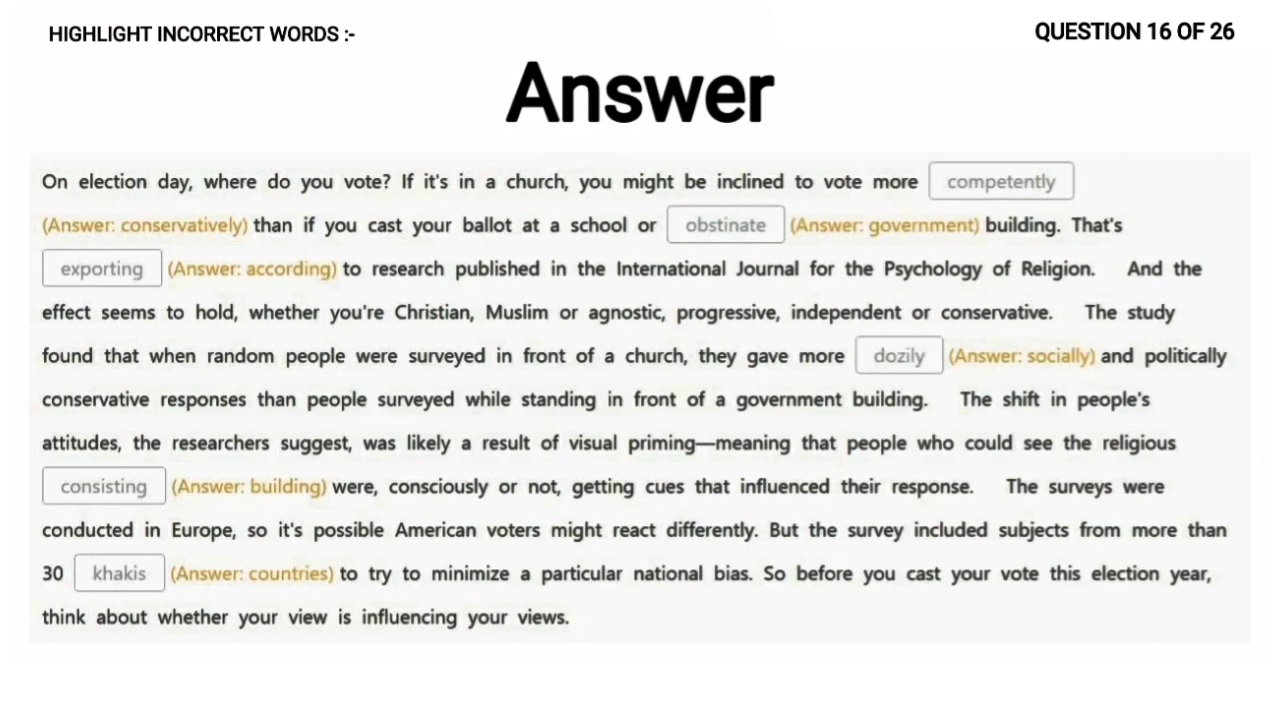 HIGHLIGHT INCORRECT WORDS :-
QUESTION 16 OF 26
Answer
On election day, where do you vote? If it's in a church, you might be inclined to vote more competently
(Answer: conservatively) than if you cast your ballot at a school or obstinate (Answer: government) building. That's
exporting (Answer: according) to research published in the International Journal for the Psychology of Religion. And the
effect seems to hold, whether you're Christian, Muslim or agnostic, progressive, independent or conservative. The study
found that when random people were surveyed in front of a church, they gave more dozily (Answer: socially) and politically
conservative responses than people surveyed while standing in front of a government building. The shift in people's
attitudes, the researchers suggest, was likely a result of visual priming—meaning that people who could see the religious
consisting (Answer: building) were, consciously or not, getting cues that influenced their response. The surveys were
conducted in Europe, so it's possible American voters might react differently. But the survey included subjects from more than
30 khakis (Answer: countries) to try to minimize a particular national bias. So before you cast your vote this election year,
think about whether your view is influencing your views.